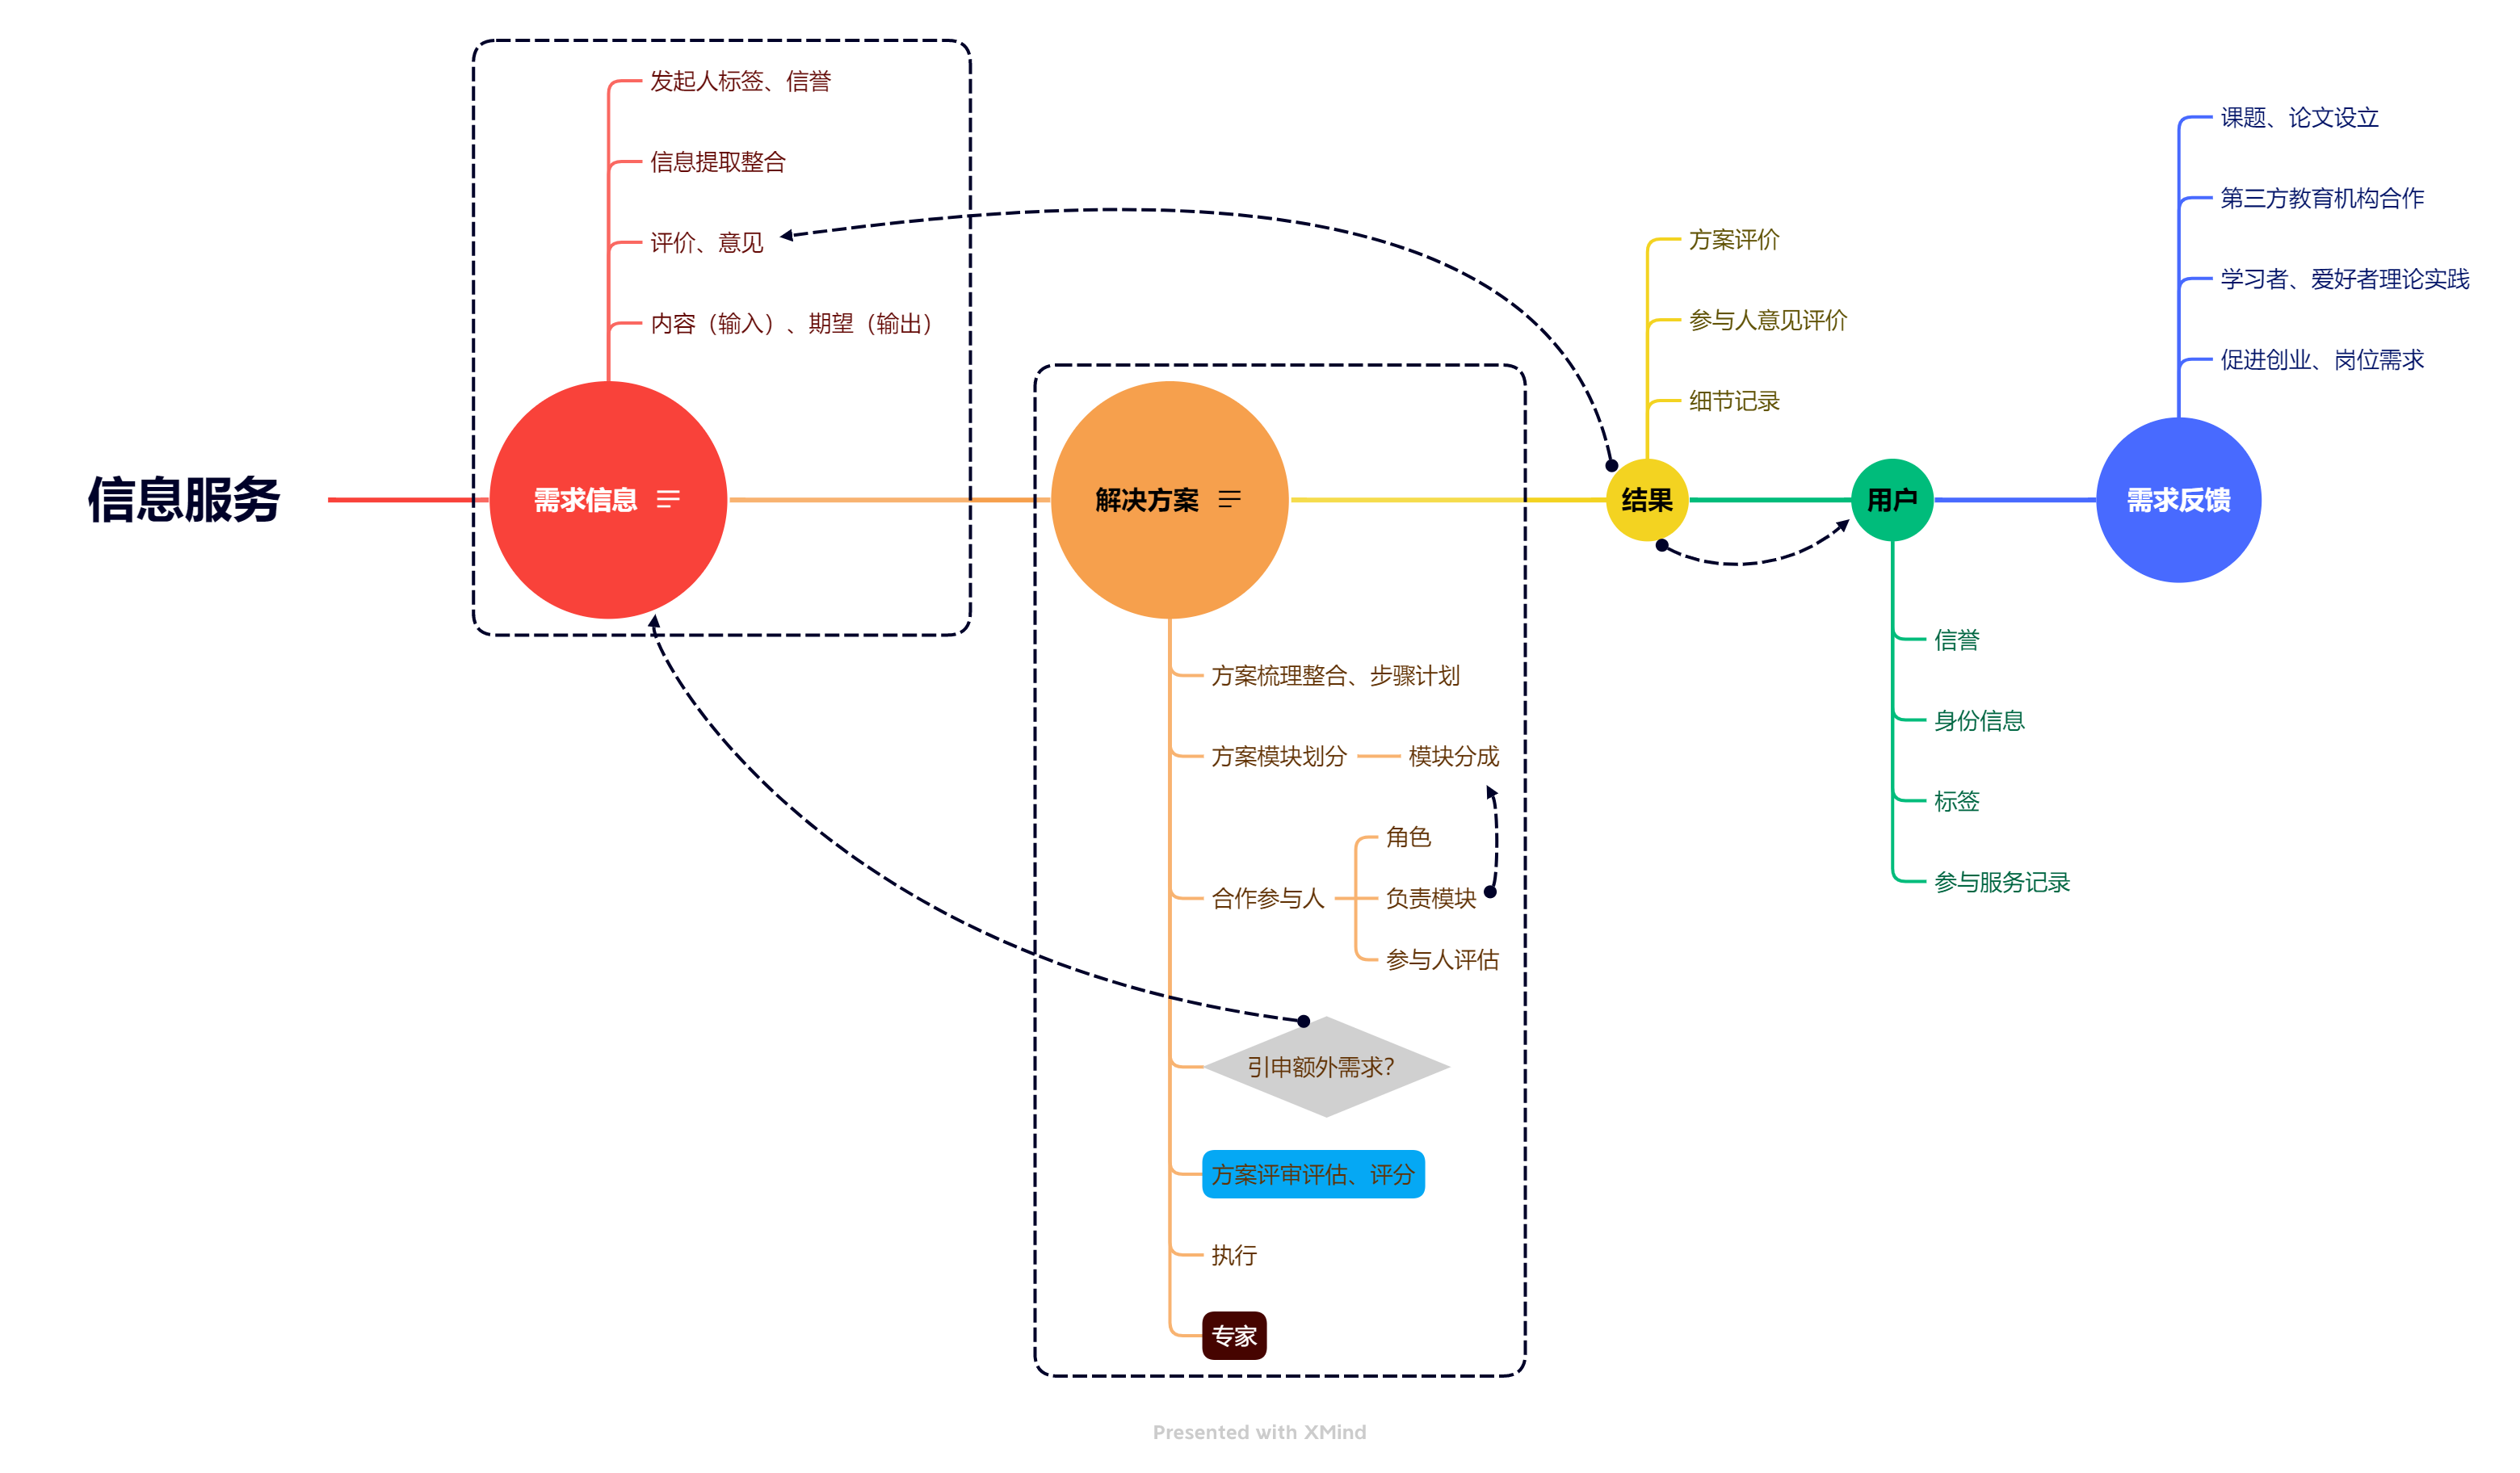 信息服务
需求信息
发起人标签、信誉
信息提取整合
评价、意见
内容（输入）、期望（输出）
解决方案
方案梳理整合、步骤计划
方案模块划分
模块分成
合作参与人
角色
负责模块
参与人评估
引申额外需求？
方案评审评估、评分
执行
专家
结果
方案评价
参与人意见评价
细节记录
用户
信誉
身份信息
标签
参与服务记录
需求反馈
课题、论文设立
第三方教育机构合作
学习者、爱好者理论实践
促进创业、岗位需求
Presented with XMind